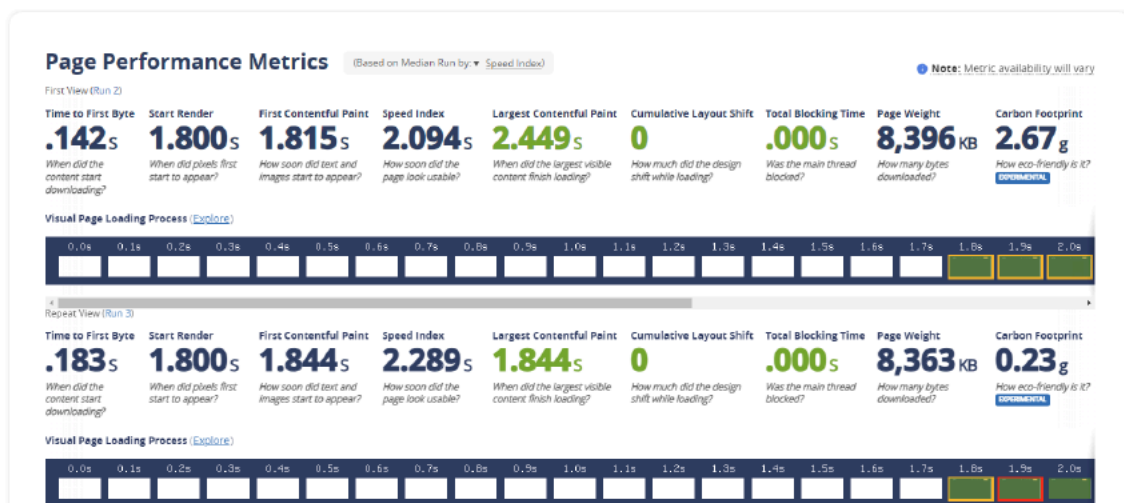 Page Performance Metrics (Based on Median Run by:▼ Speed Index)
Note: Metric availability will vary
First View (Run 2)
Time to First Byte Start Render First Contentful Paint Speed Index Largest Contentful Paint Cumulative Layout Shift Total Blocking Time Page Weight Carbon Footprint
.142s 1.800s 1.815s 2.094s 2.449s 0 .000s 8,396 KB 2.67g
When did the When did pixels first How soon did text and How soon did the When did the largest visible How much did the design Was the main thread How many bytes How eco-friendly is it?
content start start to appear? images start to appear? page look usable? content finish loading? shift while loading? blocked? downloaded? EXPERIMENTAL
downloading?
Visual Page Loading Process (Explore)
0.0s 0.1s 0.2s 0.3s 0.4s 0.5s 0.6s 0.7s 0.8s 0.9s 1.0s 1.1s 1.2s 1.3s 1.4s 1.5s 1.6s 1.7s 1.8s 1.9s 2.0s
Repeat View (Run 3)
Time to First Byte Start Render First Contentful Paint Speed Index Largest Contentful Paint Cumulative Layout Shift Total Blocking Time Page Weight Carbon Footprint
.183s 1.800s 1.844s 2.289s 1.844s 0 .000s 8,363 KB 0.23g
When did the When did pixels first How soon did text and How soon did the When did the largest visible How much did the design Was the main thread How many bytes How eco-friendly is it?
content start start to appear? images start to appear? page look usable? content finish loading? shift while loading? blocked? downloaded? EXPERIMENTAL
downloading?
Visual Page Loading Process (Explore)
0.0s 0.1s 0.2s 0.3s 0.4s 0.5s 0.6s 0.7s 0.8s 0.9s 1.0s 1.1s 1.2s 1.3s 1.4s 1.5s 1.6s 1.7s 1.8s 1.9s 2.0s